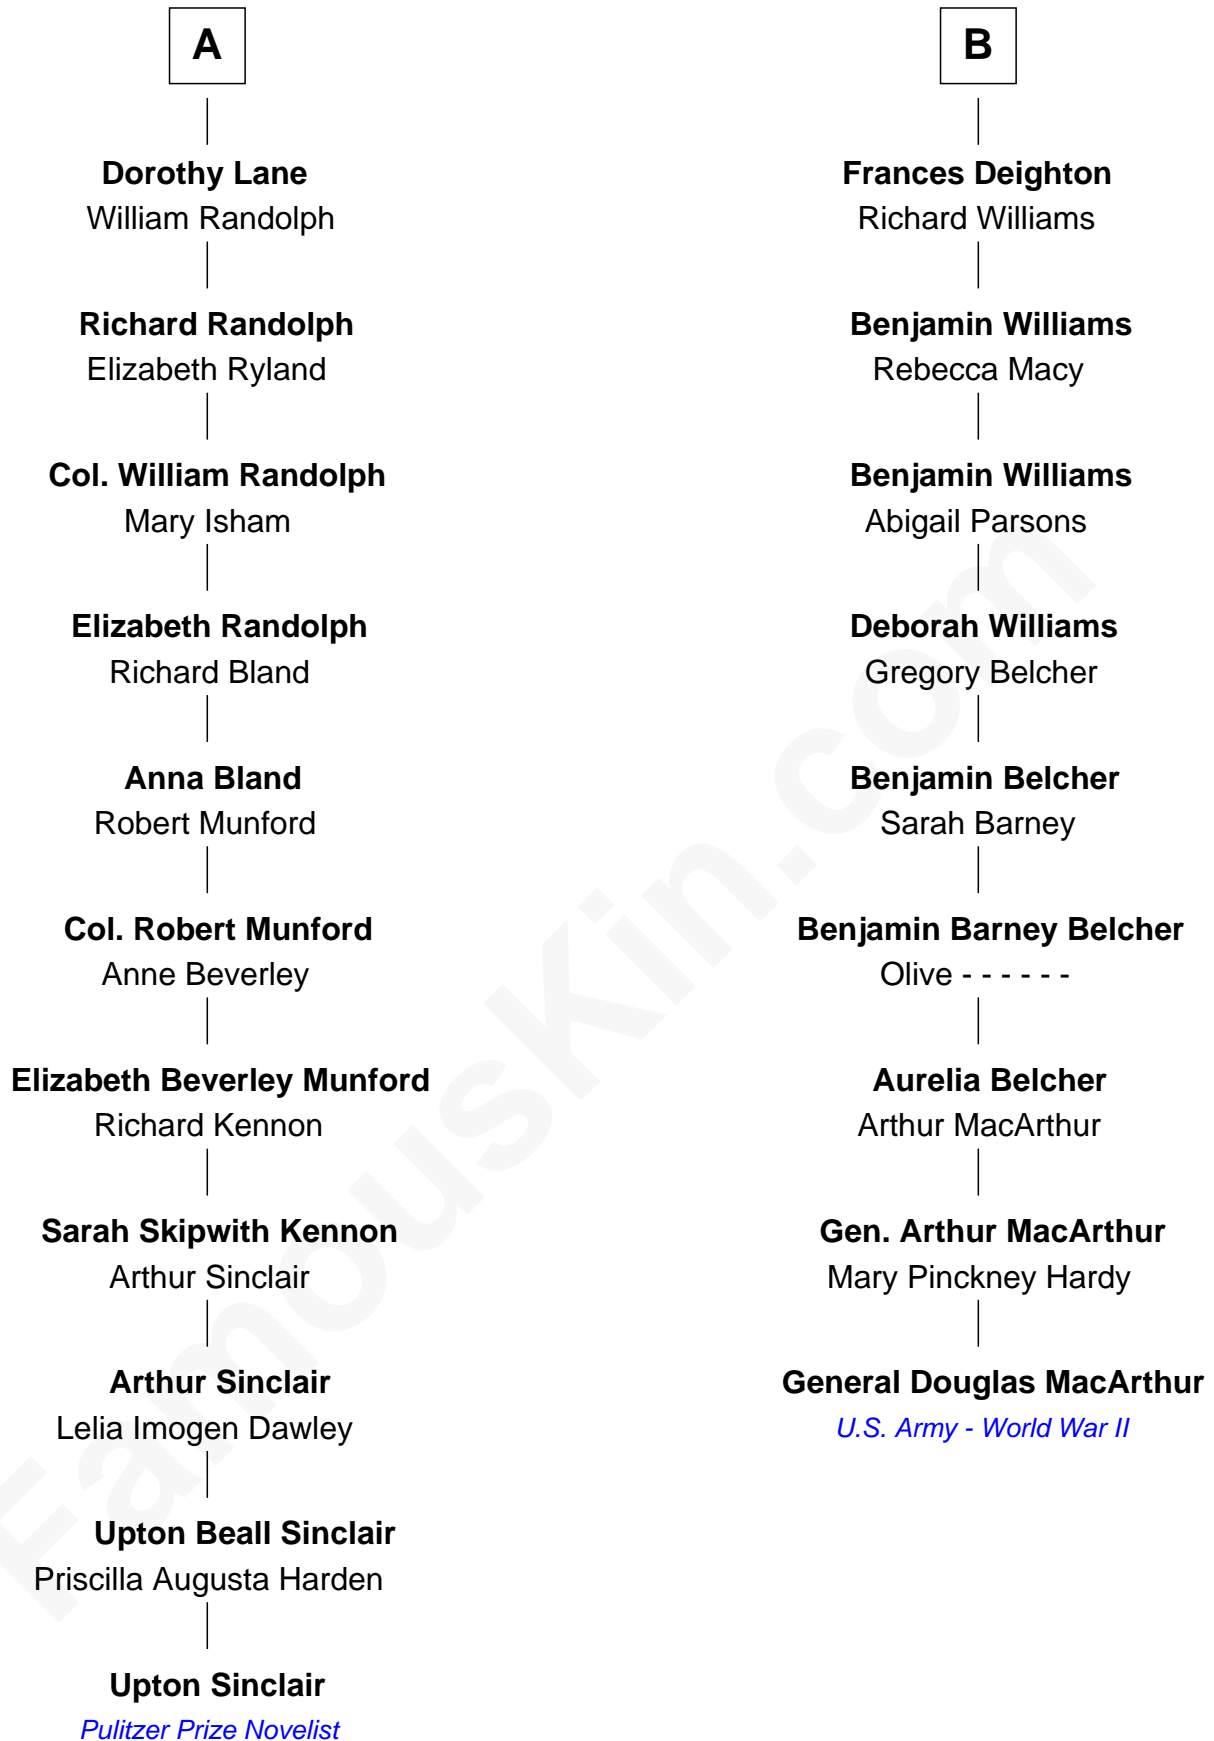 A
Dorothy Lane
William Randolph
Richard Randolph
Elizabeth Ryland
Col. William Randolph
Mary Isham
Elizabeth Randolph
Richard Bland
Anna Bland
Robert Munford
Col. Robert Munford
Anne Beverley
Elizabeth Beverley Munford
Richard Kennon
Sarah Skipwith Kennon
Arthur Sinclair
Arthur Sinclair
Lelia Imogen Dawley
Upton Beall Sinclair
Priscilla Augusta Harden
Upton Sinclair
Pulitzer Prize Novelist
B
Frances Deighton
Richard Williams
Benjamin Williams
Rebecca Macy
Benjamin Williams
Abigail Parsons
Deborah Williams
Gregory Belcher
Benjamin Belcher
Sarah Barney
Benjamin Barney Belcher
Olive - - - - - -
Aurelia Belcher
Arthur MacArthur
Gen. Arthur MacArthur
Mary Pinckney Hardy
General Douglas MacArthur
U.S. Army - World War II
FamousKin.com